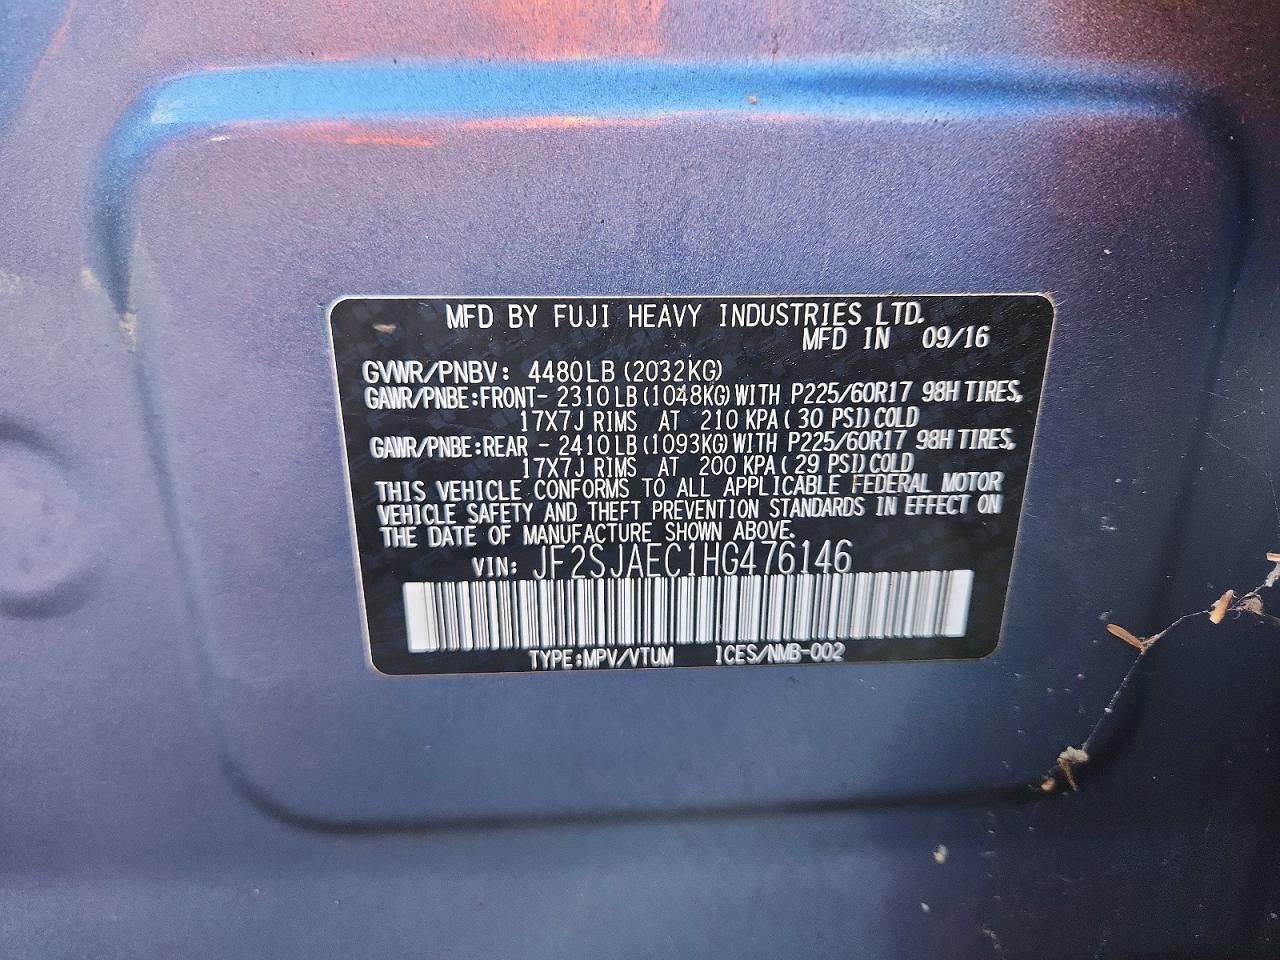 MFD BY FUJI HEAVY INDUSTRIES LTD.
MFD IN 09/16
GVWR/PNBV: 4480LB (2032KG)
GAWR/PNBE:FRONT- 2310LB (1048KG) WITH P225/60R17 98H TIRES,
17X7J RIMS AT 210 KPA ( 30 PSI) COLD
GAWR/PNBE:REAR - 2410LB (1093KG) WITH P225/60R17 98H TIRES,
17X7J RIMS AT 200 KPA ( 29 PSI) COLD
THIS VEHICLE CONFORMS TO ALL APPLICABLE FEDERAL MOTOR
VEHICLE SAFETY AND THEFT PREVENTION STANDARDS IN EFFECT ON
THE DATE OF MANUFACTURE SHOWN ABOVE.
VIN: JF2SJAEC1HG476146
TYPE:MPV/VTUM ICES/NMB-002